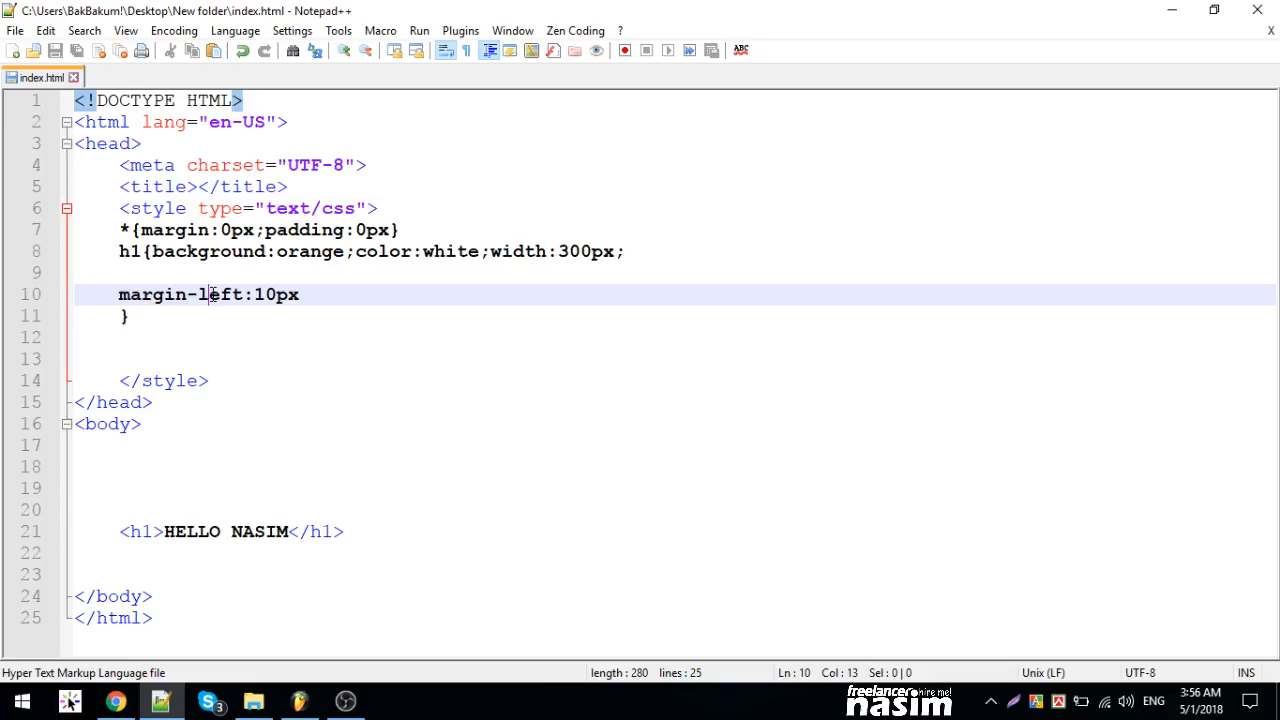 C:\Users\BakBakum!\Desktop\New folder\index.html - Notepad++
File Edit Search View Encoding Language Settings Tools Macro Run Plugins Window Zen Coding ? X
ABC
index.html
1 <!DOCTYPE HTML>
2 <html lang="en-US">
3 <head>
4 <meta charset="UTF-8">
5 <title></title>
6 <style type="text/css">
7 *{margin:0px;padding:0px}
8 h1{background:orange;color:white;width:300px;
9
10 margin-left:10px
11 }
12
13
14 </style>
15 </head>
16 <body>
17
18
19
20
21 <h1>HELLO NASIM</h1>
22
23
24 </body>
25 </html>
Hyper Text Markup Language file length : 280 lines : 25 Ln : 10 Col : 13 Sel : 0 | 0 Unix (LF) UTF-8 INS
freelancer hire me!
nasim
3
ENG
3:56 AM
5/1/2018